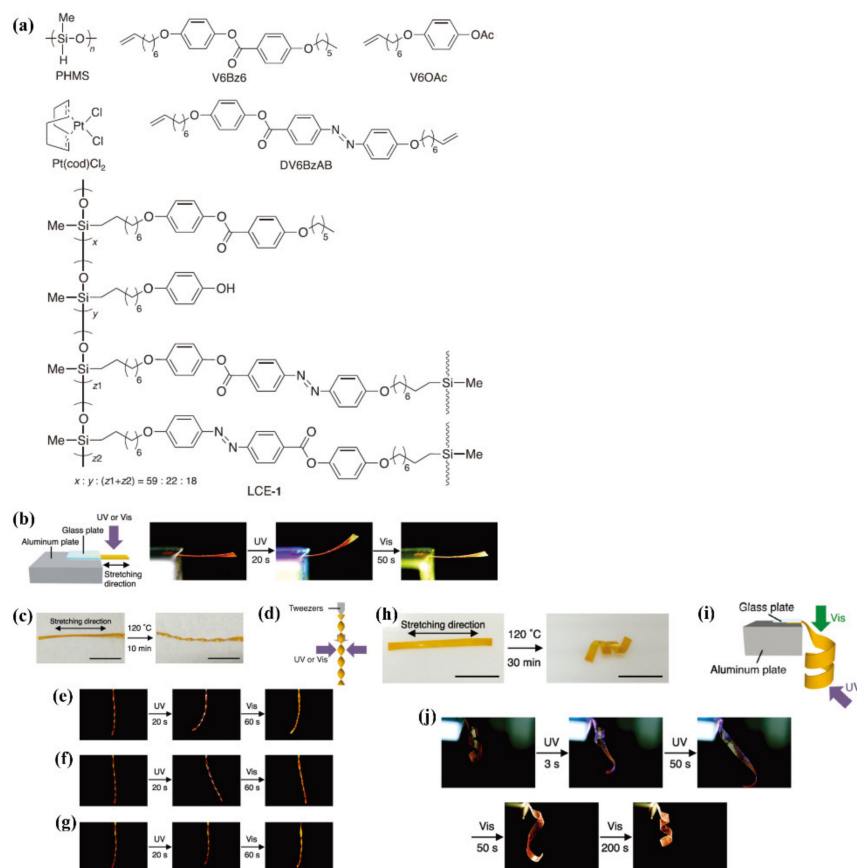 (a)
Me
Si O n
H
PHMS
O
6
O
O
O
5
V6Bz6
O
6
OAc
V6OAc
Pt
Cl
Cl
Pt(cod)Cl2
O
6
O
O
N
N
O
6
DV6BzAB
O
Me Si
x
6
O
O
O
O
5
O
Me Si
y
6
O
OH
O
Me Si
z1
6
O
O
O
N
N
O
6
Si Me
O
Me Si
z2
6
O
N
N
O
O
O
6
Si Me
x : y : (z1+z2) = 59 : 22 : 18
LCE-1
(b)
UV or Vis
Glass plate
Aluminum plate
Stretching
direction
UV
20 s
Vis
50 s
(c)
Stretching direction
120 ˚C
10 min
(d)
Tweezers
UV or Vis
(e)
UV
20 s
Vis
60 s
(f)
UV
20 s
Vis
60 s
(g)
UV
20 s
Vis
60 s
(h)
Stretching direction
120 ˚C
30 min
(i)
Glass plate
Vis
Aluminum plate
UV
(j)
UV
3 s
UV
50 s
Vis
50 s
Vis
200 s